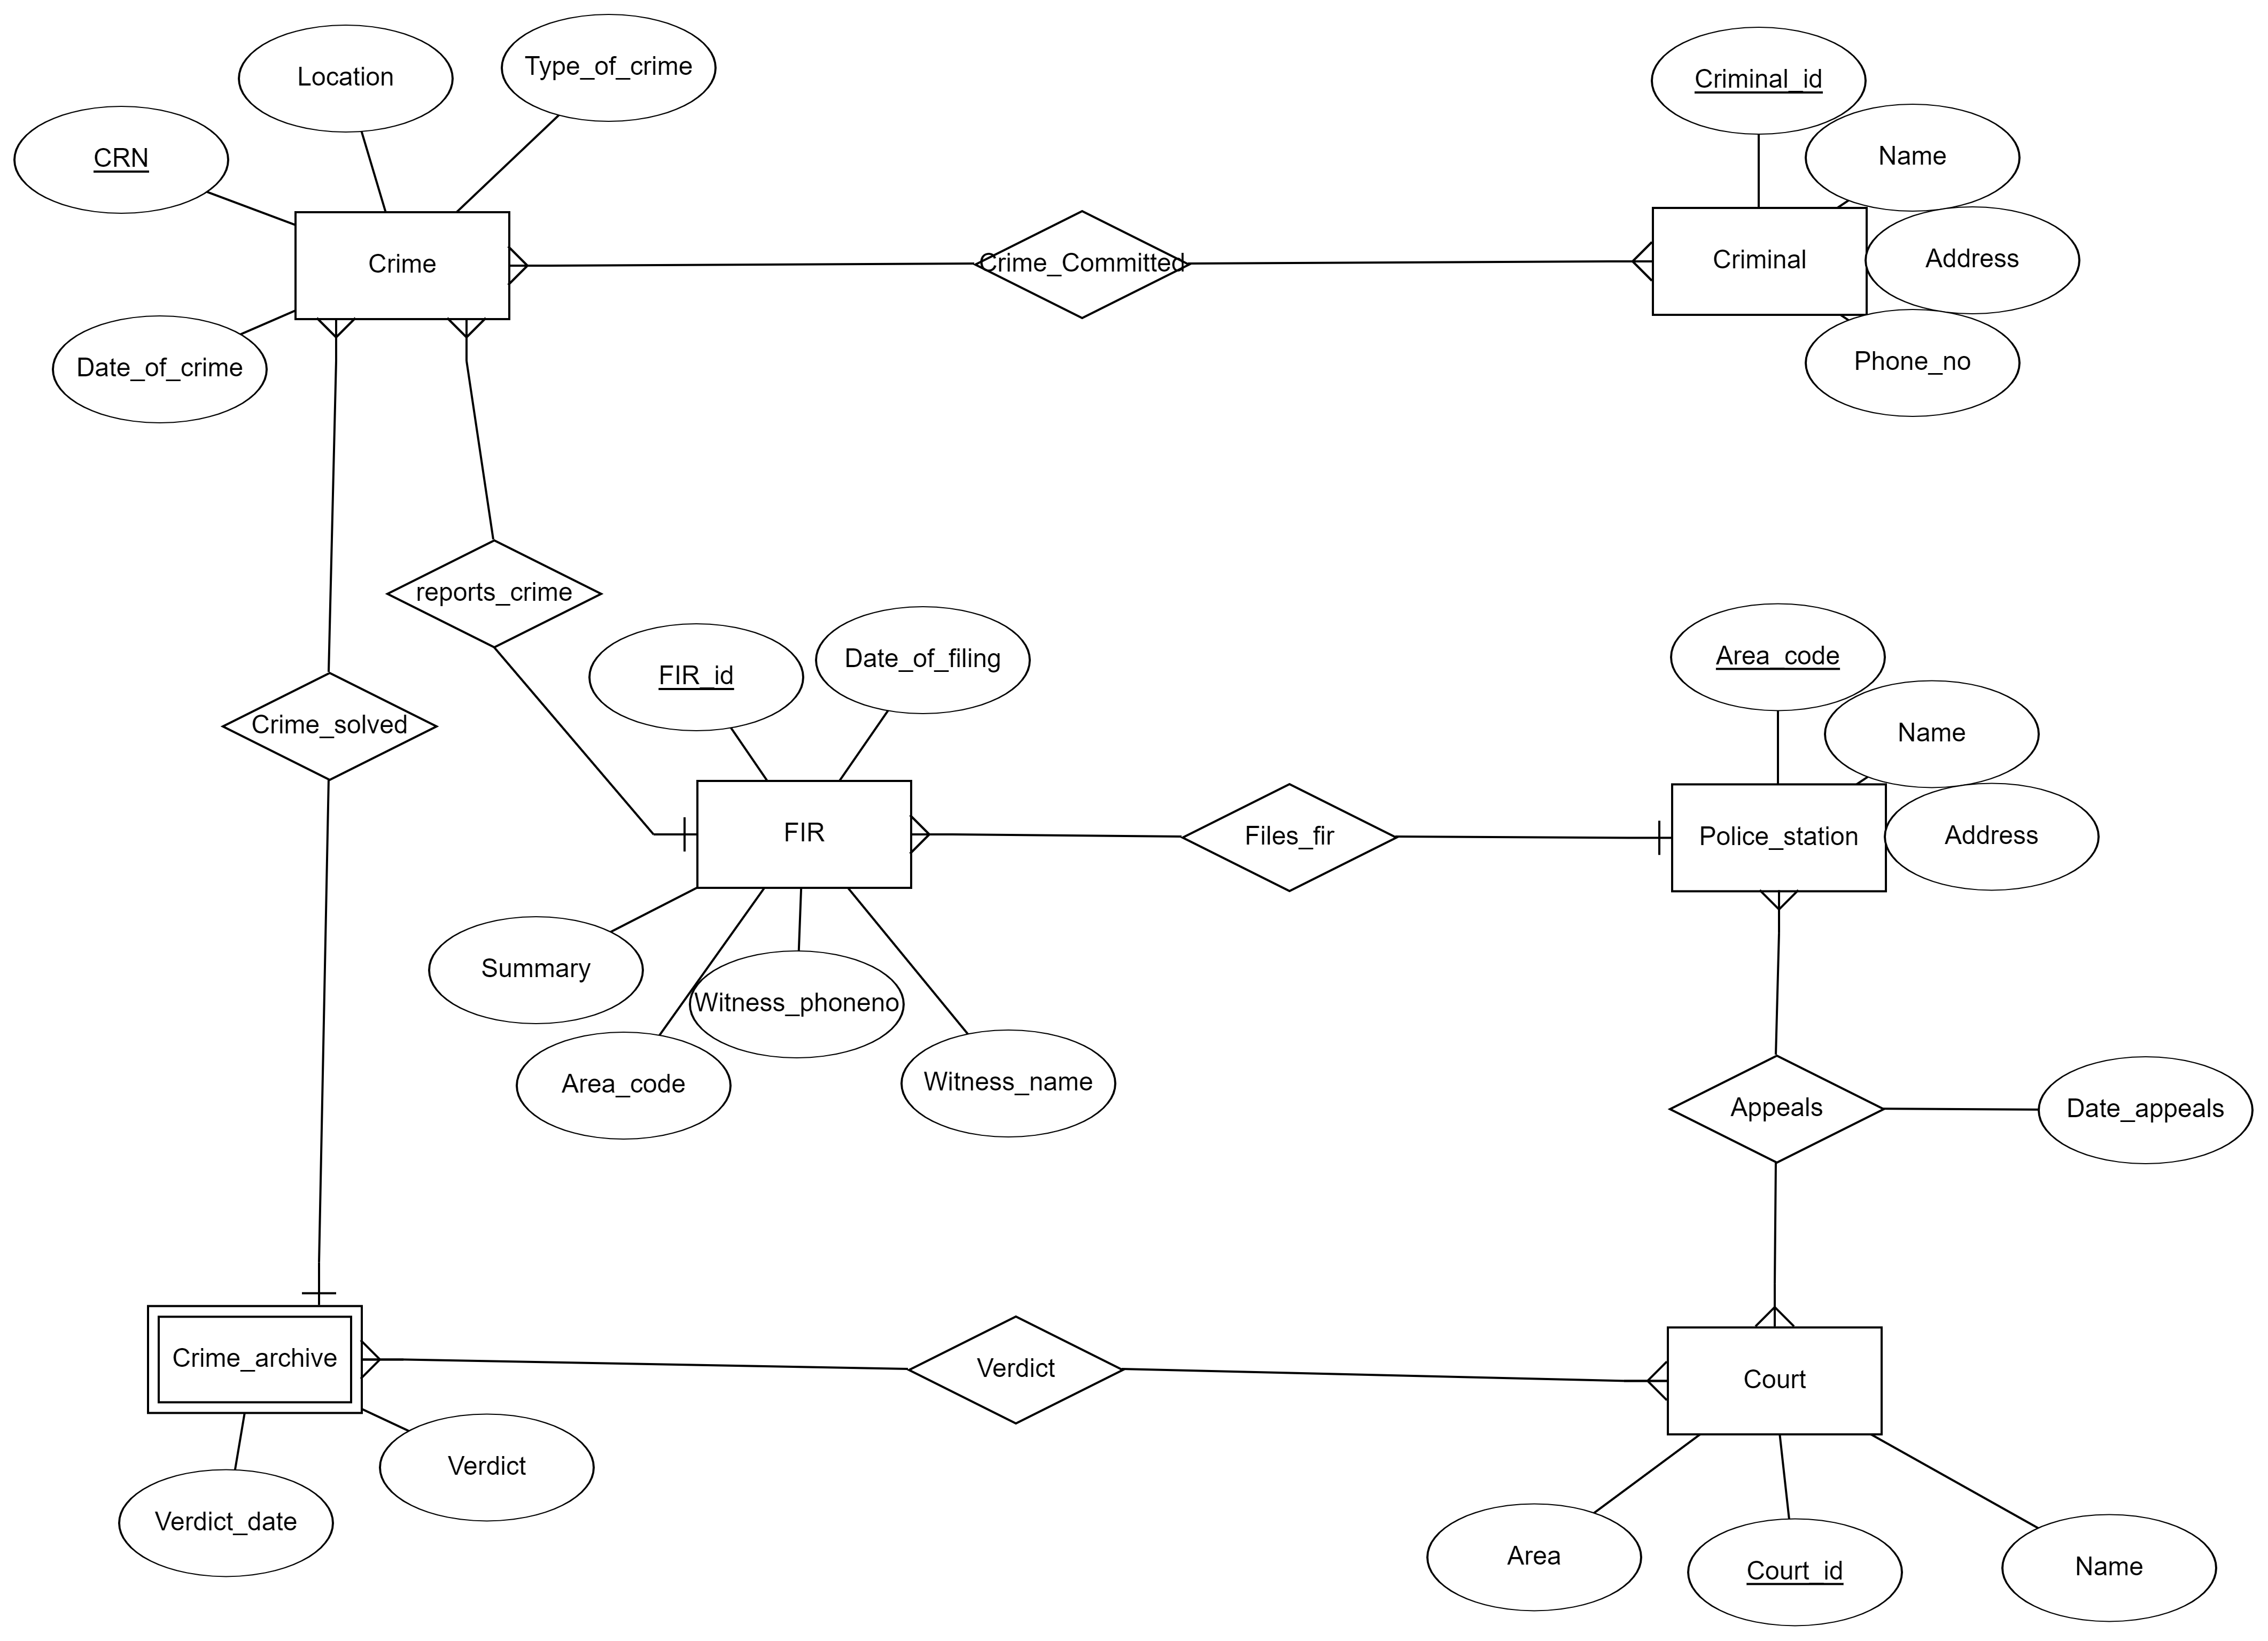 Type_of_crime
Location
Criminal_id
CRN
Name
Crime
Crime_Committed
Criminal
Address
Date_of_crime
Phone_no
reports_crime
Crime_solved
FIR_id
Date_of_filing
Area_code
Name
FIR
Files_fir
Police_station
Address
Summary
Witness_phoneno
Area_code
Witness_name
Appeals
Date_appeals
Crime_archive
Verdict
Court
Verdict
Verdict_date
Area
Court_id
Name